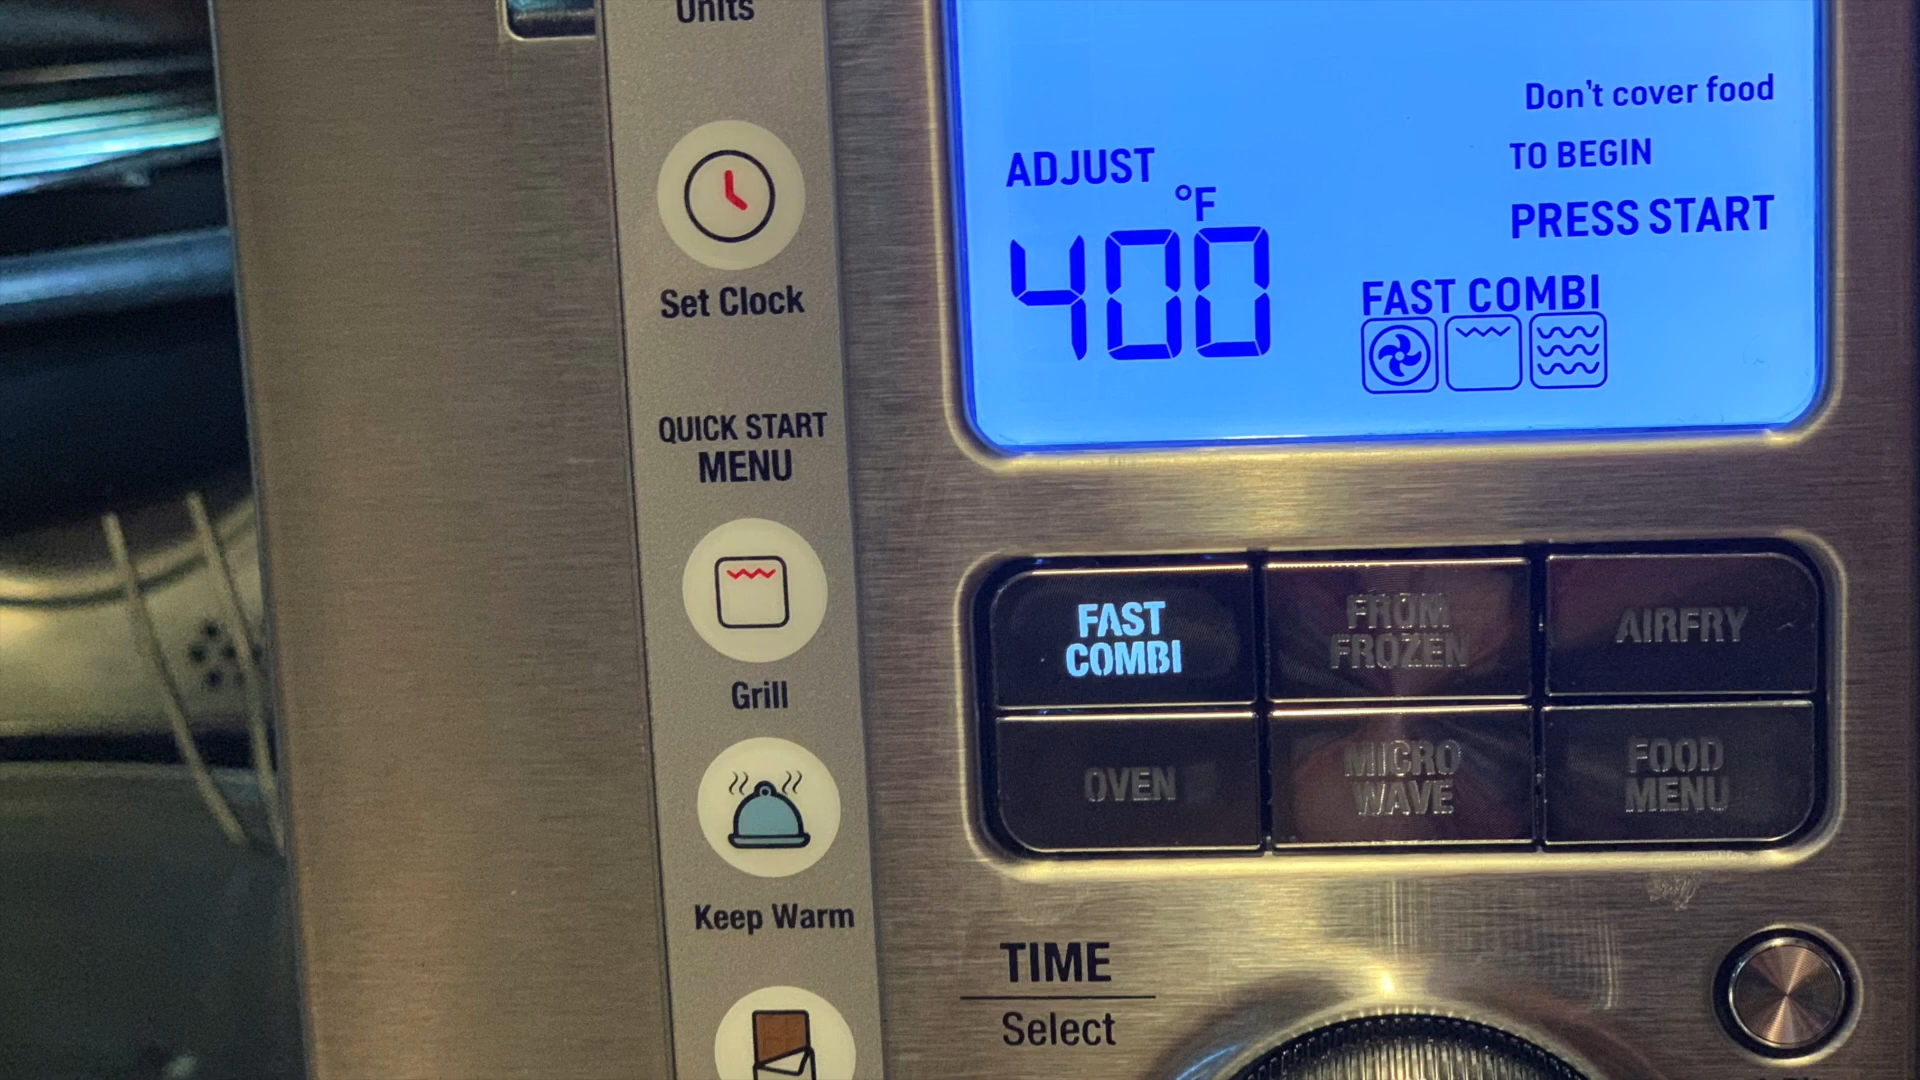 Units
Set Clock
QUICK START
MENU
Grill
Keep Warm
Don't cover food
TO BEGIN
PRESS START
ADJUST
°F
400
FAST COMBI
FAST
COMBI
FROM
FROZEN
AIRFRY
OVEN
MICRO
WAVE
FOOD
MENU
TIME
Select